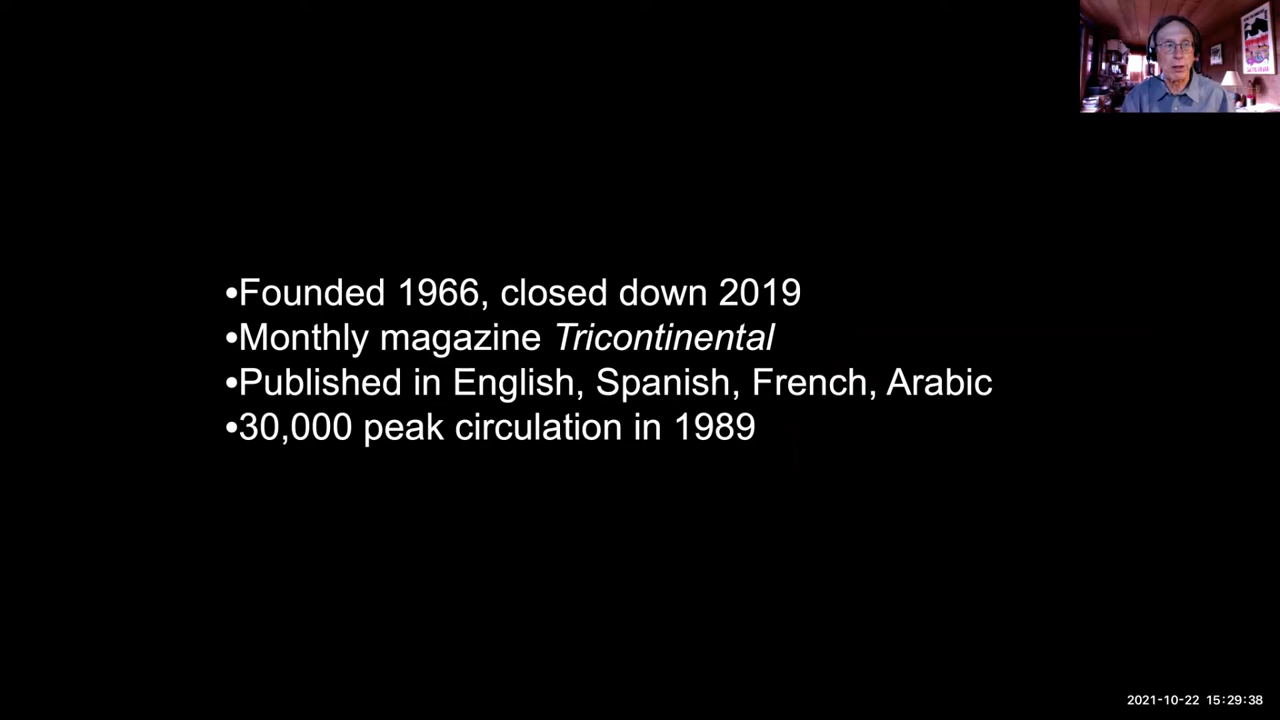 •Founded 1966, closed down 2019
•Monthly magazine Tricontinental
•Published in English, Spanish, French, Arabic
•30,000 peak circulation in 1989
2021-10-22 15:29:38